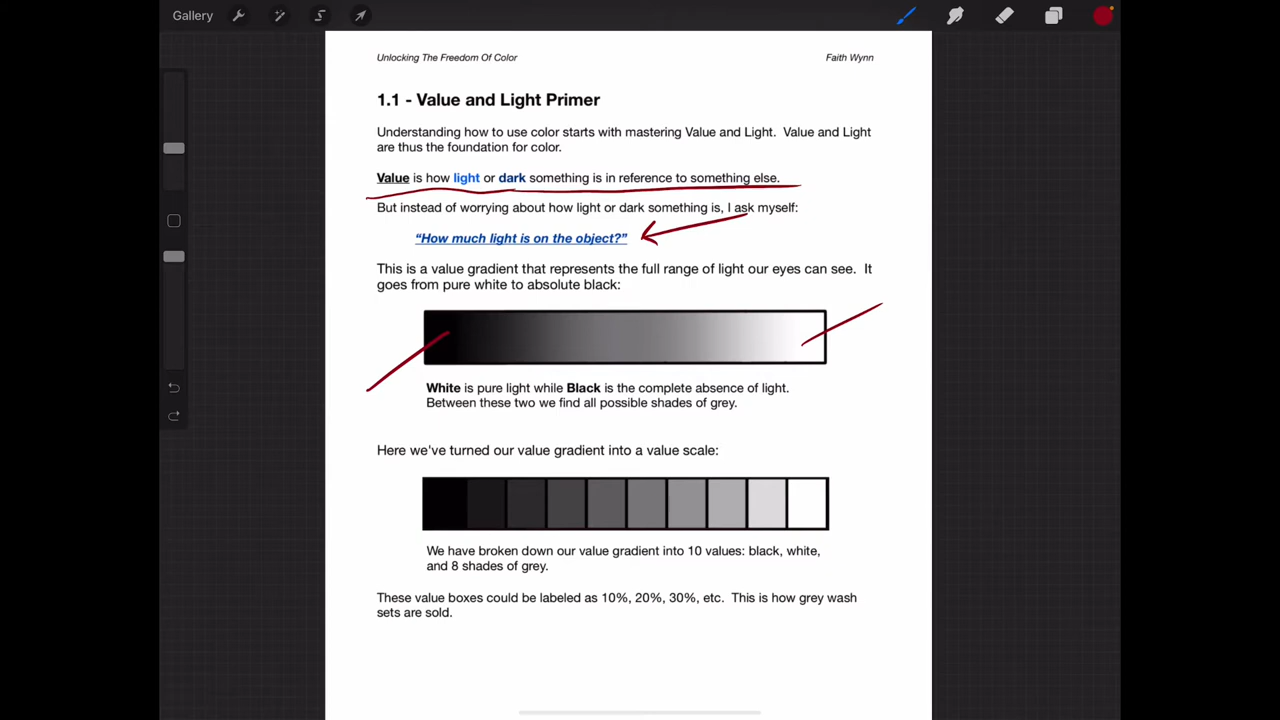 Gallery
Unlocking The Freedom Of Color Faith Wynn
1.1 - Value and Light Primer
Understanding how to use color starts with mastering Value and Light.  Value and Light
are thus the foundation for color.
Value is how light or dark something is in reference to something else.
But instead of worrying about how light or dark something is, I ask myself:
“How much light is on the object?”
This is a value gradient that represents the full range of light our eyes can see.  It
goes from pure white to absolute black:
White is pure light while Black is the complete absence of light.
Between these two we find all possible shades of grey.
Here we've turned our value gradient into a value scale:
We have broken down our value gradient into 10 values: black, white,
and 8 shades of grey.
These value boxes could be labeled as 10%, 20%, 30%, etc.  This is how grey wash
sets are sold.